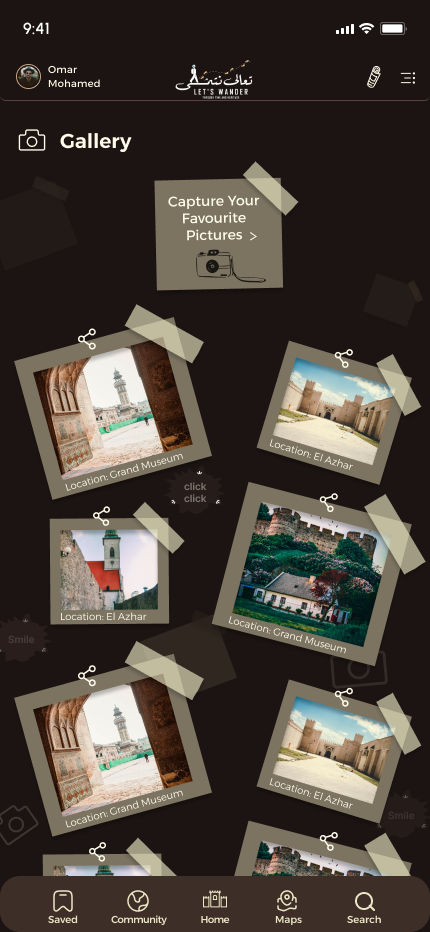 9:41
Omar
Mohamed
تعالى نتمشى
LET'S WANDER
Gallery
Capture Your
Favourite
Pictures >
Location: Grand Museum
Location: El Azhar
click
click
Location: El Azhar
Location: Grand Museum
Smile
Location: Grand Museum
Location: El Azhar
Smile
Saved
Community
Home
Maps
Search